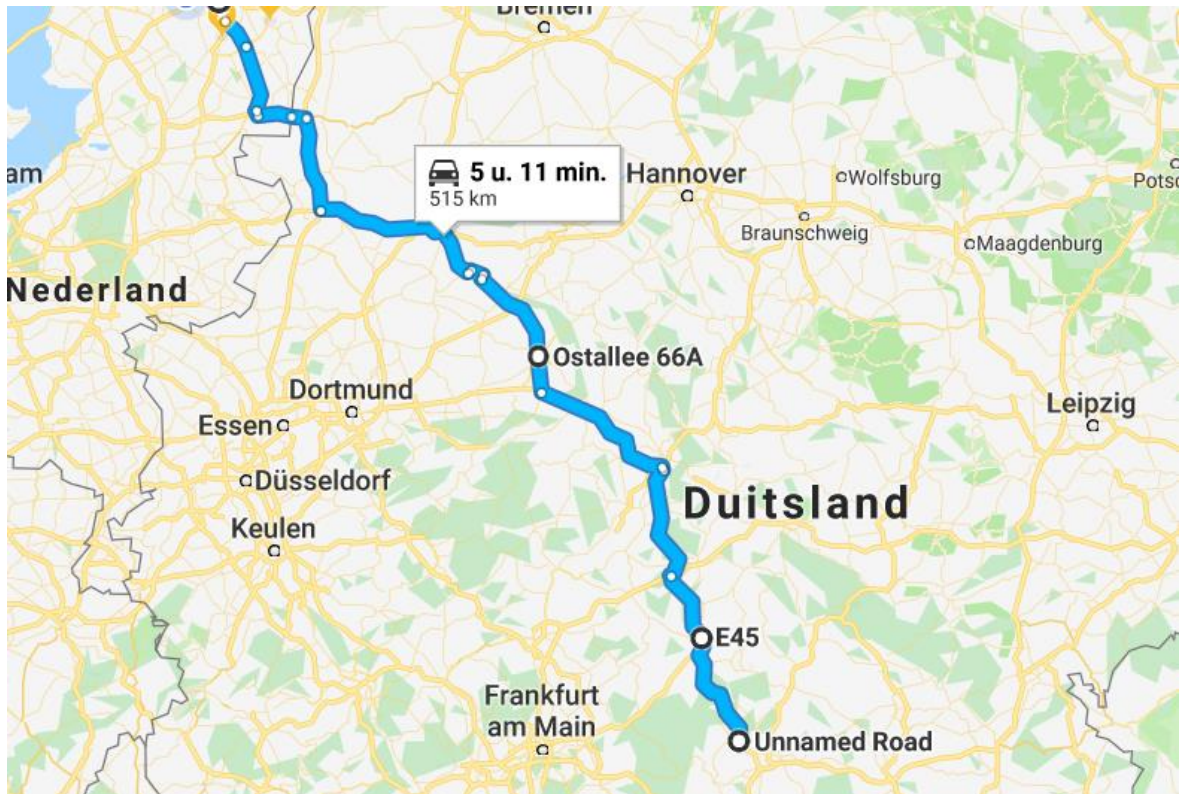 Bremen
5 u. 11 min.
515 km
am
Hannover
Wolfsburg
Braunschweig
Maagdenburg
Nederland
Ostallee 66A
Dortmund
Essen
Leipzig
Düsseldorf
Duitsland
Keulen
E45
Frankfurt
am Main
Unnamed Road